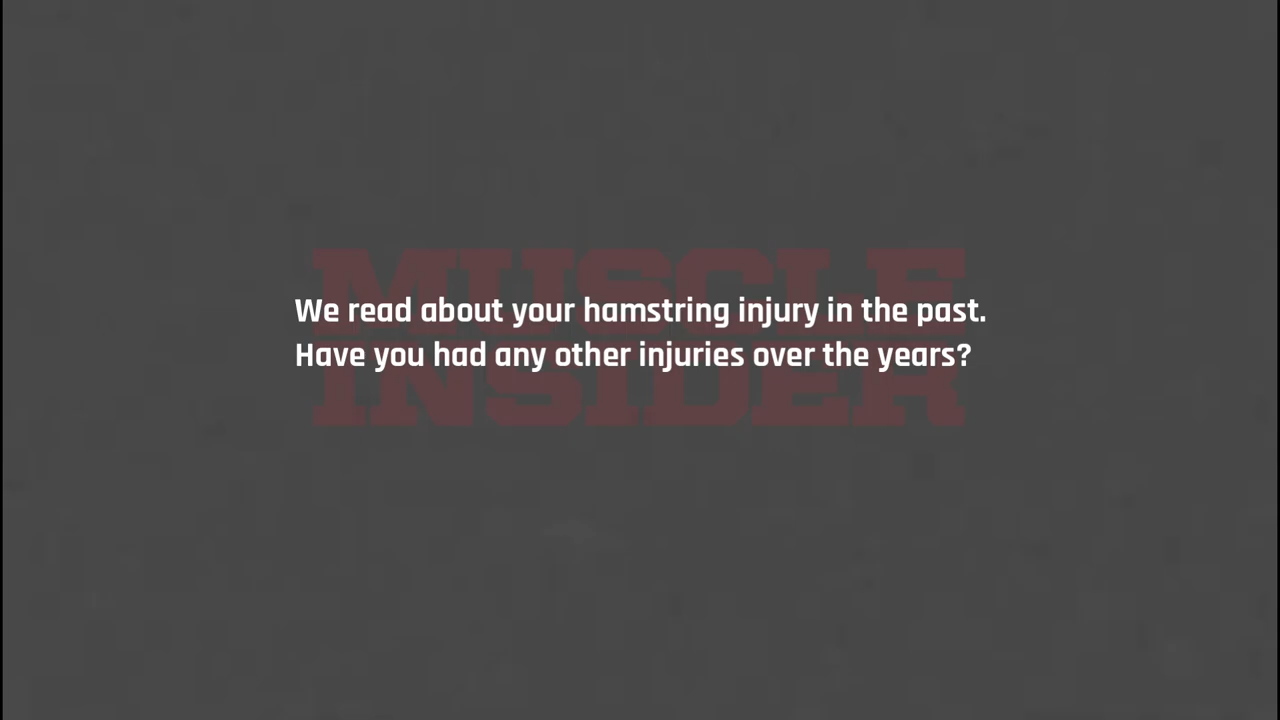 MUSCLE
INSIDER
We read about your hamstring injury in the past.
Have you had any other injuries over the years?